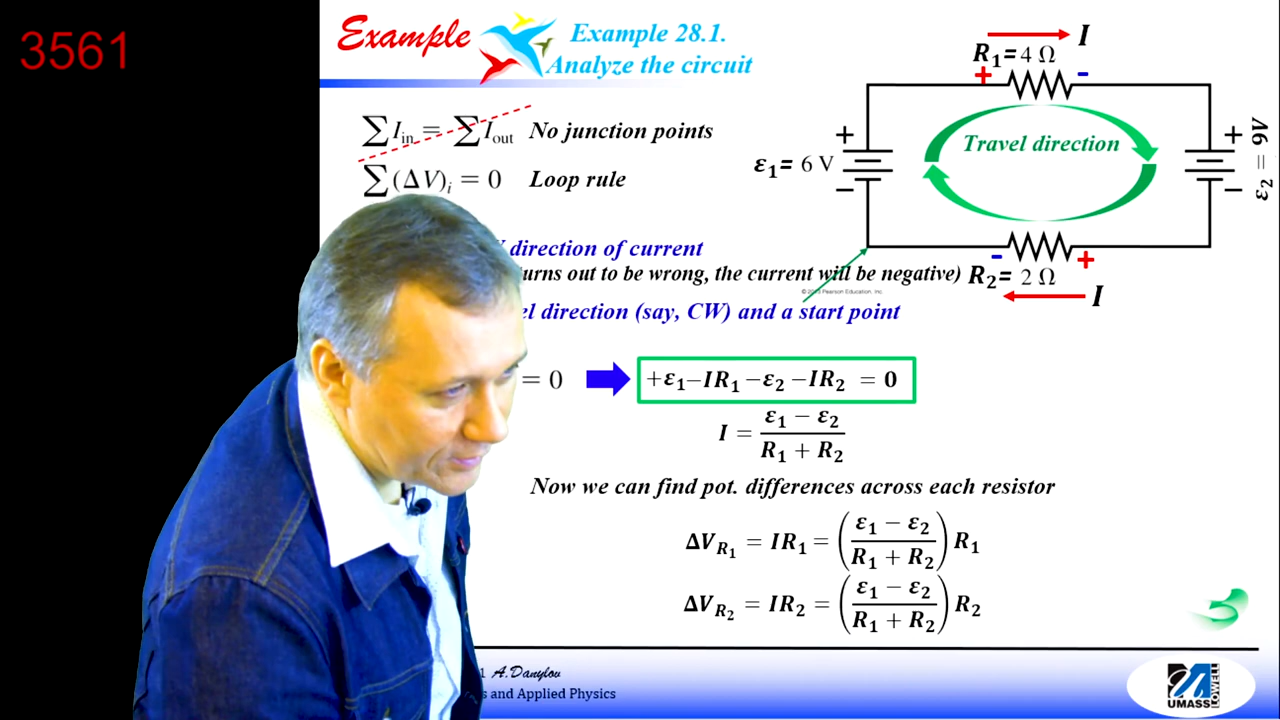 3561
Example
Example 28.1.
Analyze the circuit
∑I_in = ∑I_out No junction points
∑(ΔV)_i = 0 Loop rule
direction of current
urns out to be wrong, the current will be negative)
el direction (say, CW) and a start point
= 0
+ε₁−IR₁−ε₂−IR₂ = 0
I = (ε₁ − ε₂)/(R₁ + R₂)
Now we can find pot. differences across each resistor
ΔV_R₁ = IR₁ = ((ε₁ − ε₂)/(R₁ + R₂)) R₁
ΔV_R₂ = IR₂ = ((ε₁ − ε₂)/(R₁ + R₂)) R₂
I
R₁= 4 Ω
+ -
+
ε₁= 6 V
−
Travel direction
+
ε₂ = 9V
−
- +
R₂= 2 Ω
I
1 A.Danylov
s and Applied Physics
UMASS
LOWELL